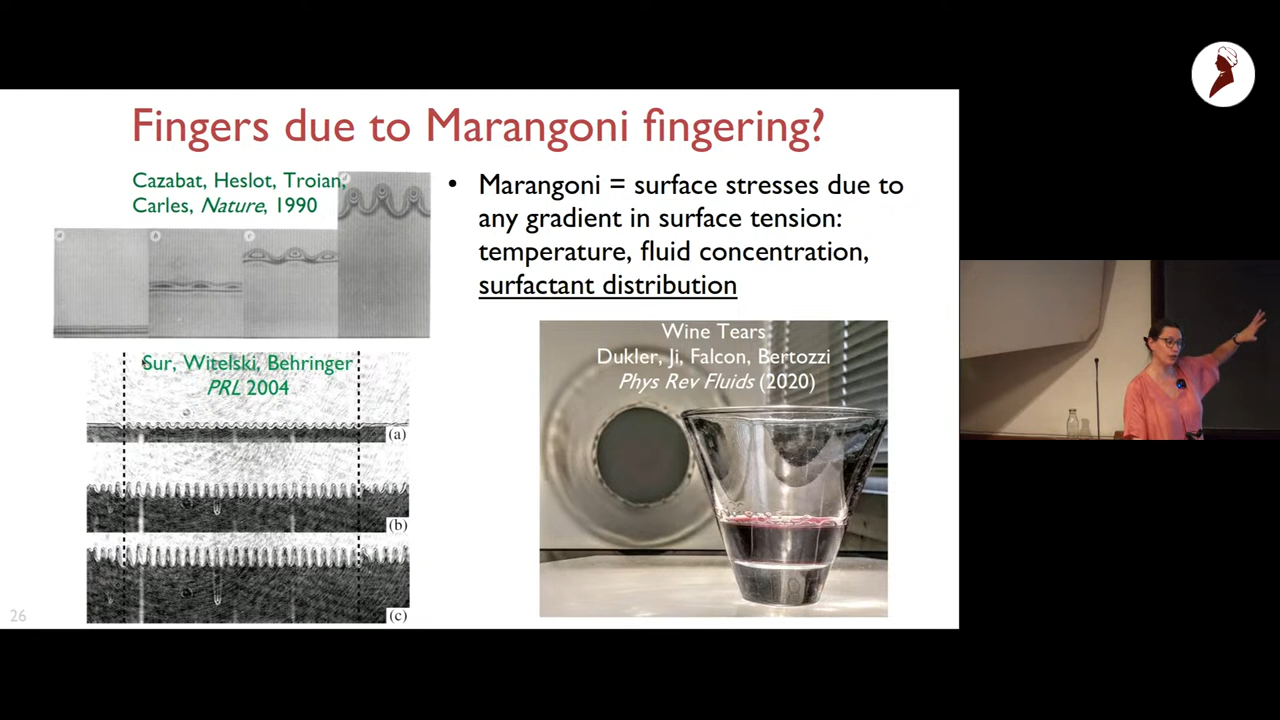 Fingers due to Marangoni fingering?
Cazabat, Heslot, Troian,
Carles, Nature, 1990
a
b
c
d
Sur, Witelski, Behringer
PRL 2004
(a)
(b)
(c)
• Marangoni = surface stresses due to
any gradient in surface tension:
temperature, fluid concentration,
surfactant distribution
Wine Tears
Dukler, Ji, Falcon, Bertozzi
Phys Rev Fluids (2020)
26